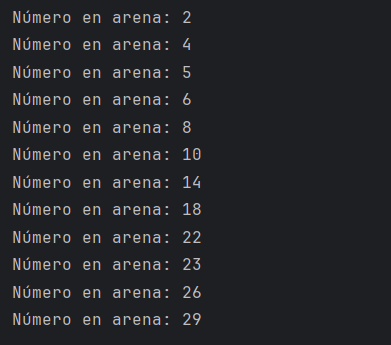 Número en arena: 2
Número en arena: 4
Número en arena: 5
Número en arena: 6
Número en arena: 8
Número en arena: 10
Número en arena: 14
Número en arena: 18
Número en arena: 22
Número en arena: 23
Número en arena: 26
Número en arena: 29